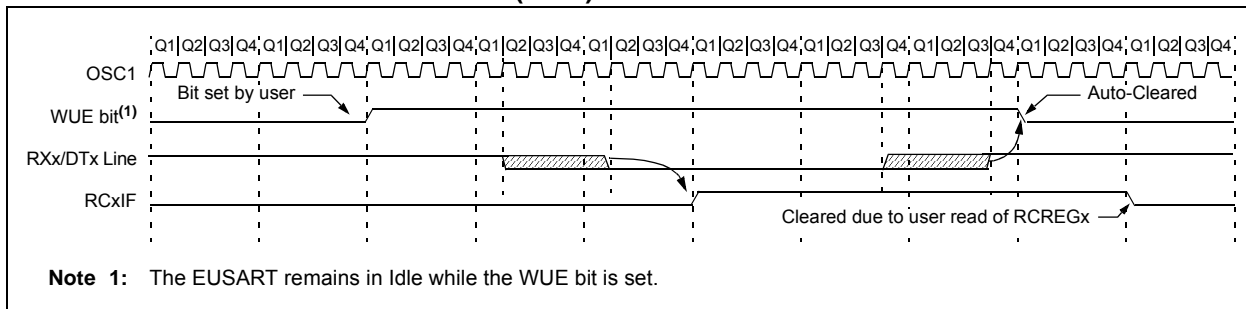 Q1 Q2 Q3 Q4 Q1 Q2 Q3 Q4 Q1 Q2 Q3 Q4 Q1 Q2 Q3 Q4 Q1 Q2 Q3 Q4 Q1 Q2 Q3 Q4 Q1 Q2 Q3 Q4 Q1 Q2 Q3 Q4 Q1 Q2 Q3 Q4 Q1 Q2 Q3 Q4
OSC1
Bit set by user
Auto-Cleared
WUE bit(1)
RXx/DTx Line
RCxIF
Cleared due to user read of RCREGx
Note 1: The EUSART remains in Idle while the WUE bit is set.